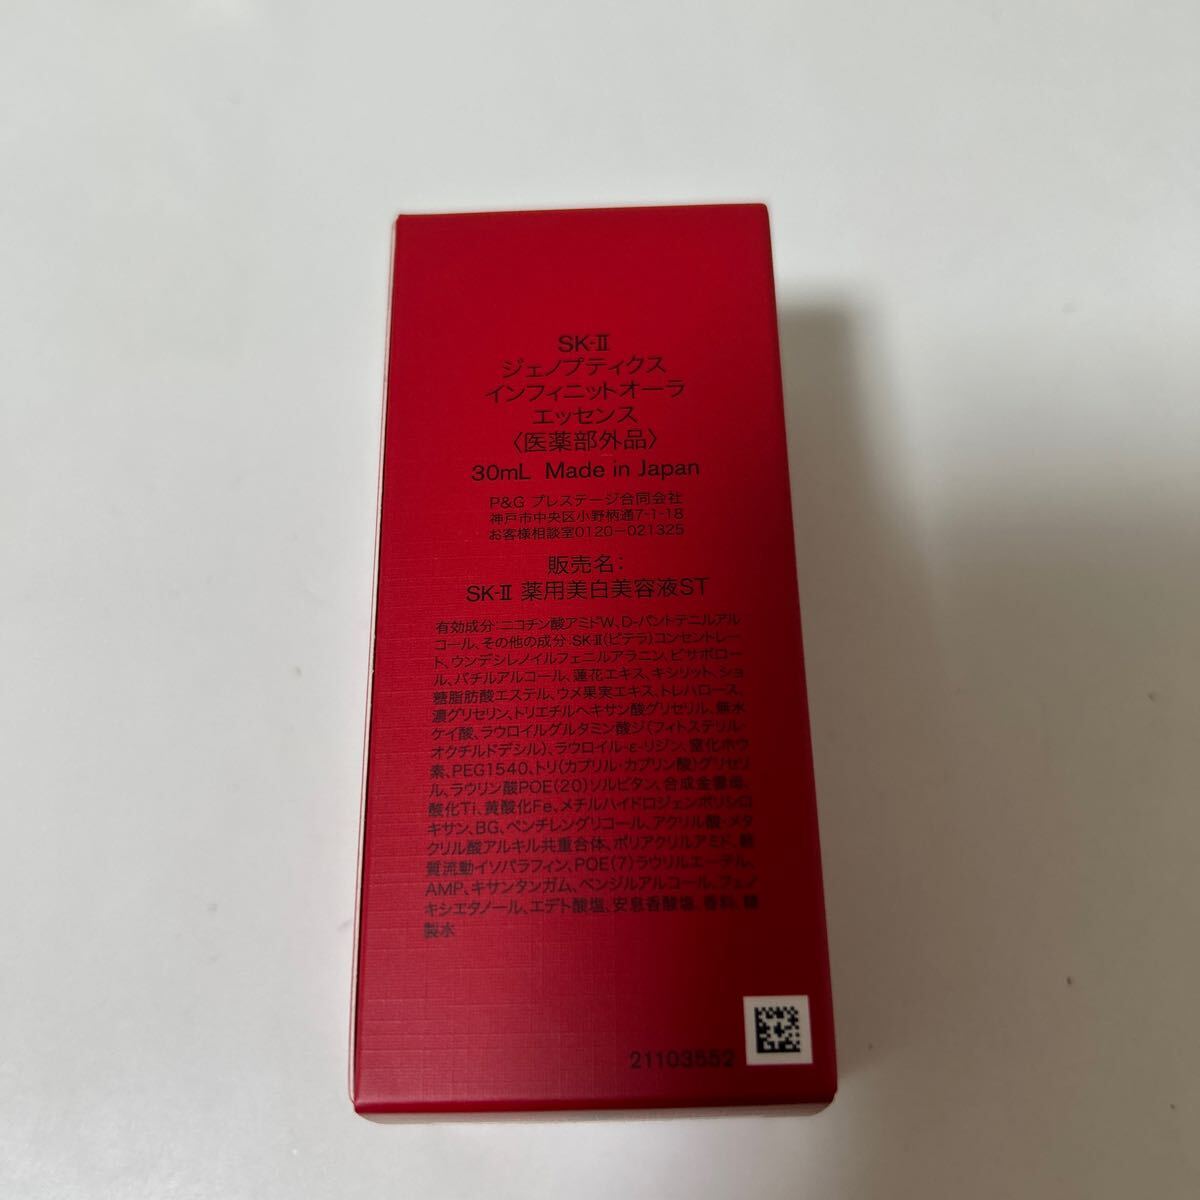 SK-Ⅱ
ジェノプティクス
インフィニットオーラ
エッセンス
〈医薬部外品〉
30mL Made in Japan
P&G プレステージ合同会社
神戸市中央区小野柄通7-1-18
お客様相談室0120-021325
販売名：
SK-Ⅱ 薬用美白美容液ST
有効成分：ニコチン酸アミドW、D-パントテニルアル
コール、その他の成分：SK-Ⅱ（ピテラ）コンセントレー
ト、ウンデシレノイルフェニルアラニン、ビサボロー
ル、バチルアルコール、蓮花エキス、キシリット、ショ
糖脂肪酸エステル、ウメ果実エキス、トレハロース、
濃グリセリン、トリエチルヘキサン酸グリセリル、無水
ケイ酸、ラウロイルグルタミン酸ジ（フィトステリル・
オクチルドデシル）、ラウロイル-ε-リジン、窒化ホウ
素、PEG1540、トリ（カプリル・カプリン酸）グリセリ
ル、ラウリン酸POE（20）ソルビタン、合成金雲母、
酸化Ti、黄酸化Fe、メチルハイドロジェンポリシロ
キサン、BG、ペンチレングリコール、アクリル酸・メタ
クリル酸アルキル共重合体、ポリアクリルアミド、軽
質流動イソパラフィン、POE（7）ラウリルエーテル、
AMP、キサンタンガム、ベンジルアルコール、フェノ
キシエタノール、エデト酸塩、安息香酸塩、香料、精
製水
21103552